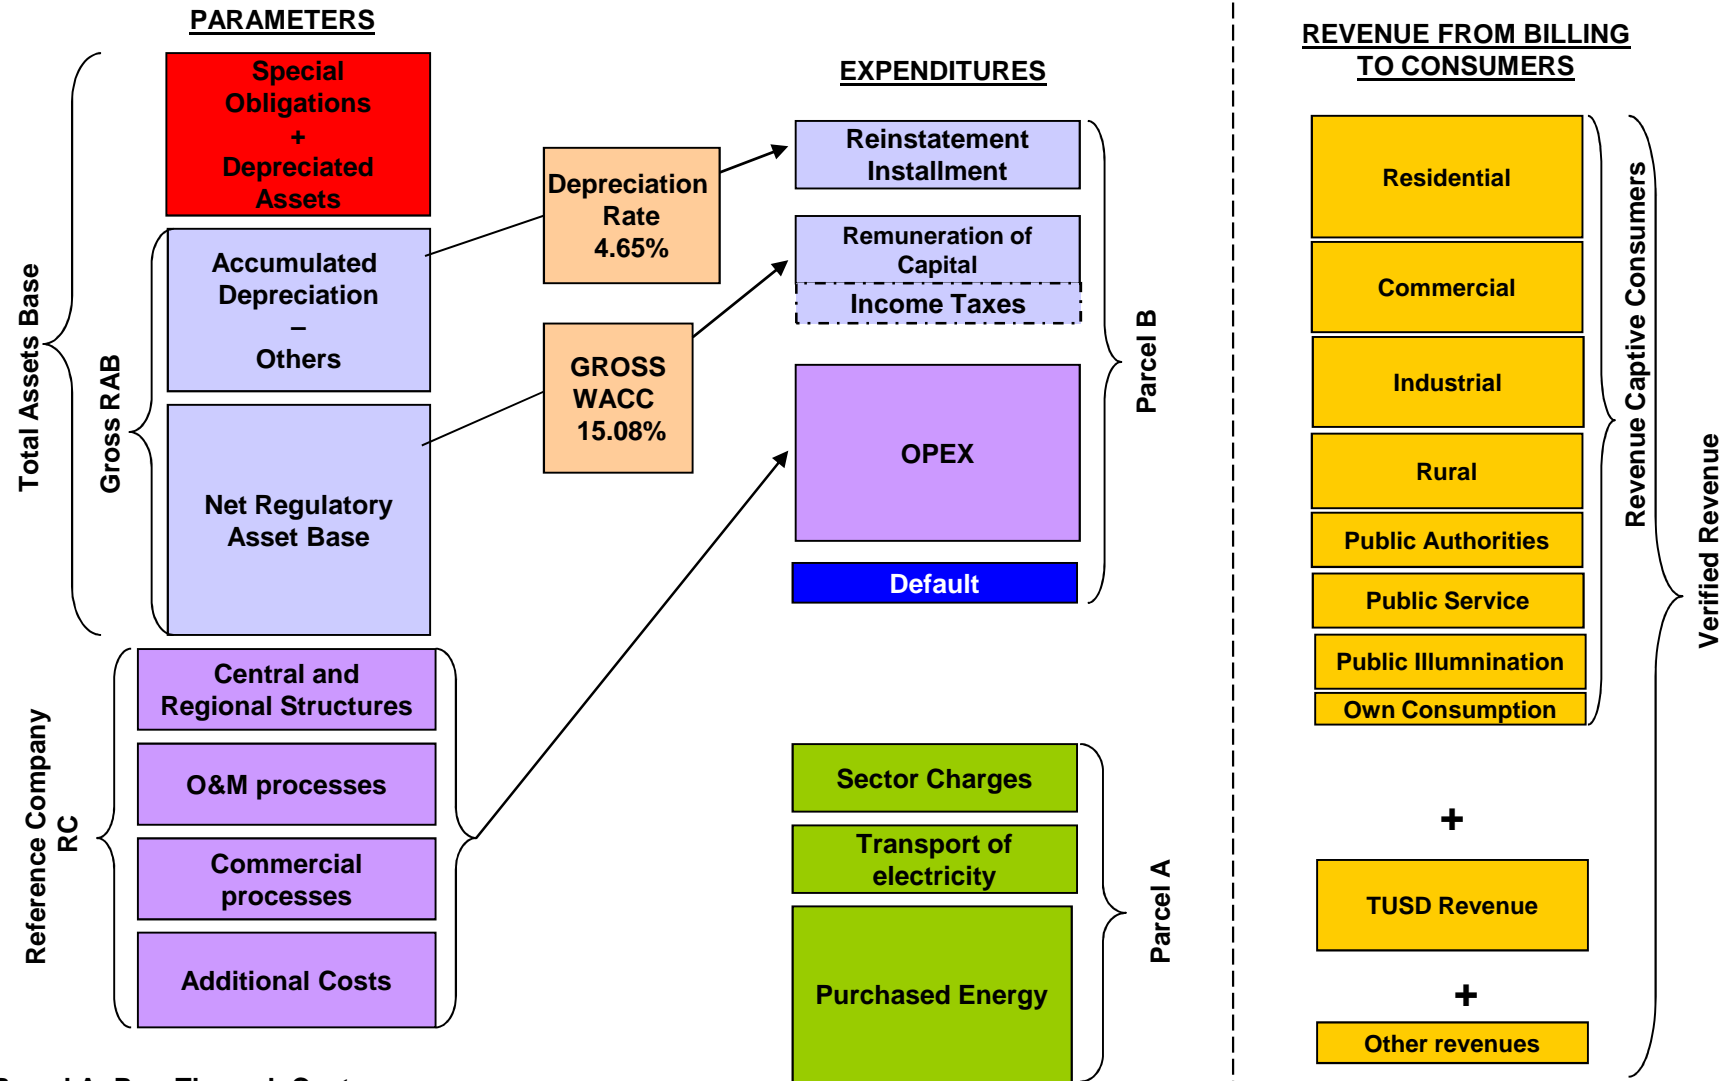 PARAMETERS
Special
Obligations
+
Depreciated
Assets
Accumulated
Depreciation
–
Others
Net Regulatory
Asset Base
Total Assets Base
Gross RAB
Central and
Regional Structures
O&M processes
Commercial
processes
Additional Costs
Reference Company
RC
Depreciation
Rate
4.65%
GROSS
WACC
15.08%
EXPENDITURES
Reinstatement
Installment
Remuneration of
Capital
Income Taxes
OPEX
Default
Parcel B
Sector Charges
Transport of
electricity
Purchased Energy
Parcel A
REVENUE FROM BILLING
TO CONSUMERS
Residential
Commercial
Industrial
Rural
Public Authorities
Public Service
Public Illumnination
Own Consumption
Revenue Captive Consumers
+
TUSD Revenue
+
Other revenues
Verified Revenue